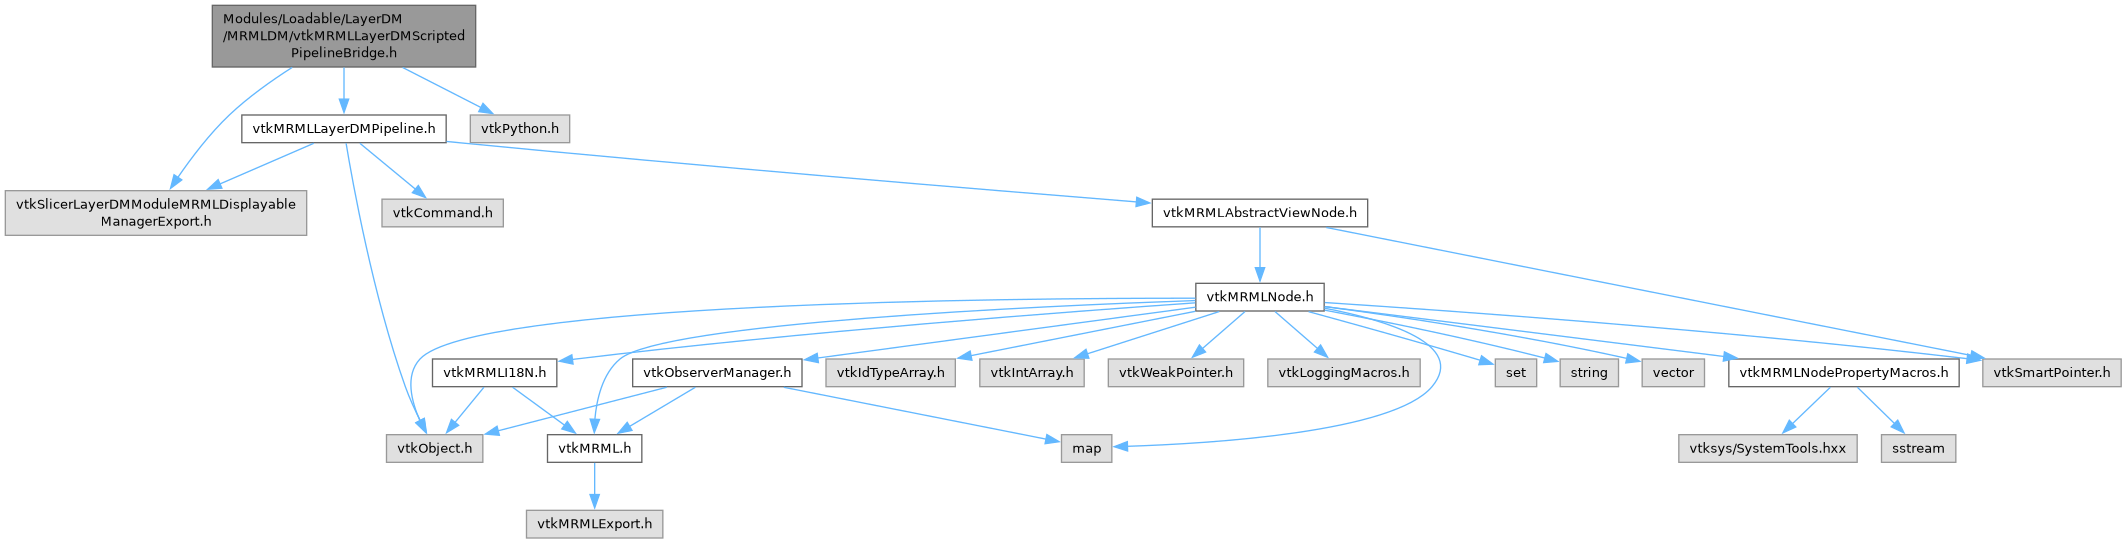 Modules/Loadable/LayerDM
/MRMLDM/vtkMRMLLayerDMScripted
PipelineBridge.h
vtkMRMLLayerDMPipeline.h
vtkPython.h
vtkSlicerLayerDMModuleMRMLDisplayable
ManagerExport.h
vtkCommand.h
vtkMRMLAbstractViewNode.h
vtkMRMLNode.h
vtkMRMLI18N.h
vtkObserverManager.h
vtkIdTypeArray.h
vtkIntArray.h
vtkWeakPointer.h
vtkLoggingMacros.h
set
string
vector
vtkMRMLNodePropertyMacros.h
vtkSmartPointer.h
vtkObject.h
vtkMRML.h
map
vtksys/SystemTools.hxx
sstream
vtkMRMLExport.h